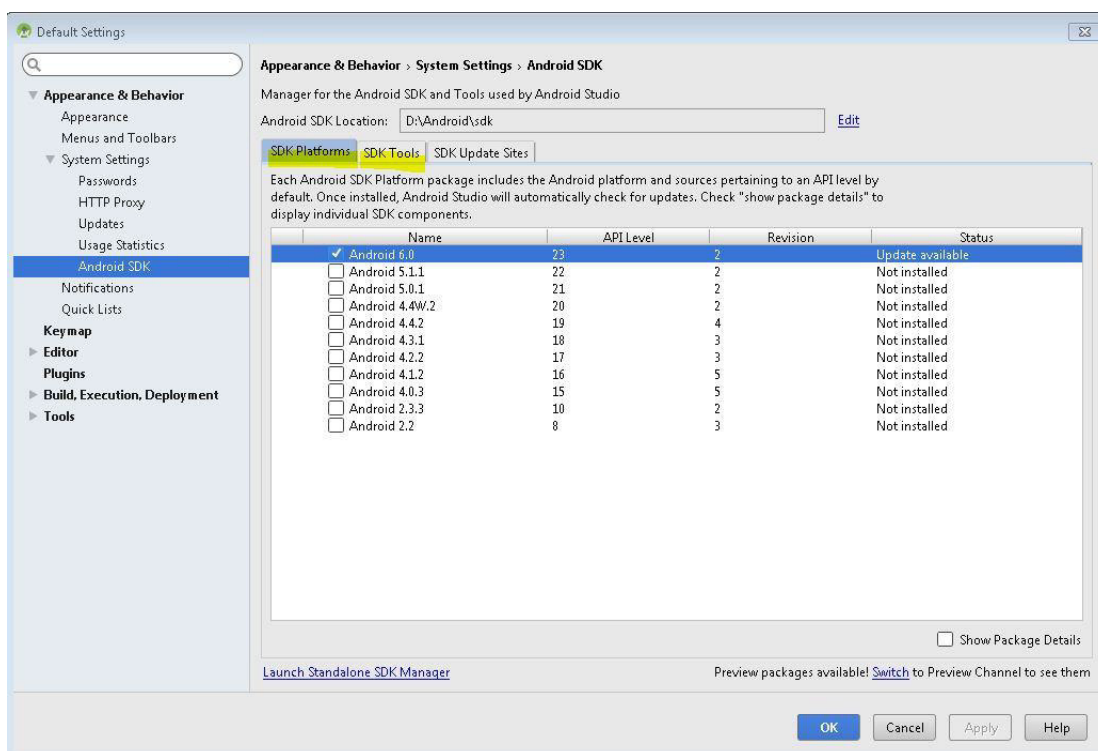 Default Settings
Appearance & Behavior › System Settings › Android SDK
Appearance & Behavior
Appearance
Menus and Toolbars
System Settings
Passwords
HTTP Proxy
Updates
Usage Statistics
Android SDK
Notifications
Quick Lists
Keymap
Editor
Plugins
Build, Execution, Deployment
Tools
Manager for the Android SDK and Tools used by Android Studio
Android SDK Location: D:\Android\sdk Edit
SDK Platforms SDK Tools SDK Update Sites
Each Android SDK Platform package includes the Android platform and sources pertaining to an API level by
default. Once installed, Android Studio will automatically check for updates. Check "show package details" to
display individual SDK components.
Name API Level Revision Status
Android 6.0 23 2 Update available
Android 5.1.1 22 2 Not installed
Android 5.0.1 21 2 Not installed
Android 4.4W.2 20 2 Not installed
Android 4.4.2 19 4 Not installed
Android 4.3.1 18 3 Not installed
Android 4.2.2 17 3 Not installed
Android 4.1.2 16 5 Not installed
Android 4.0.3 15 5 Not installed
Android 2.3.3 10 2 Not installed
Android 2.2 8 3 Not installed
Show Package Details
Launch Standalone SDK Manager Preview packages available! Switch to Preview Channel to see them
OK Cancel Apply Help